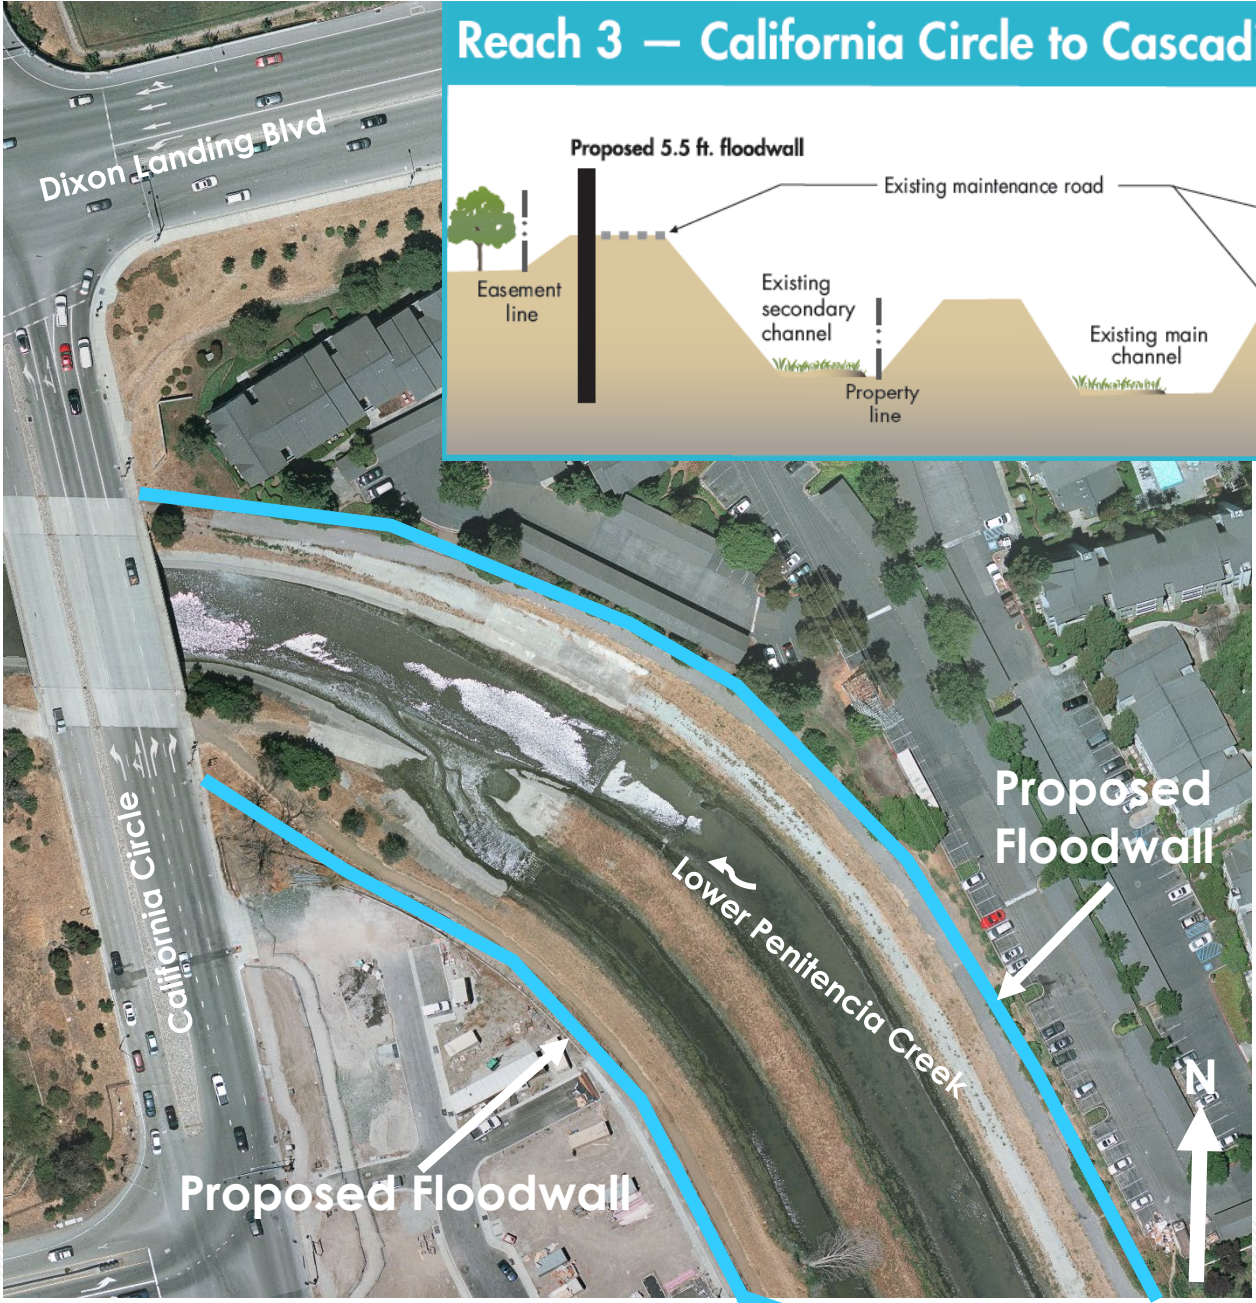 Reach 3 — California Circle to Cascad
Dixon Landing Blvd
Proposed 5.5 ft. floodwall
Existing maintenance road
Easement
line
Existing
secondary
channel
Property
line
Existing main
channel
Proposed
Floodwall
California Circle
Lower Penitencia Creek
N
Proposed Floodwall